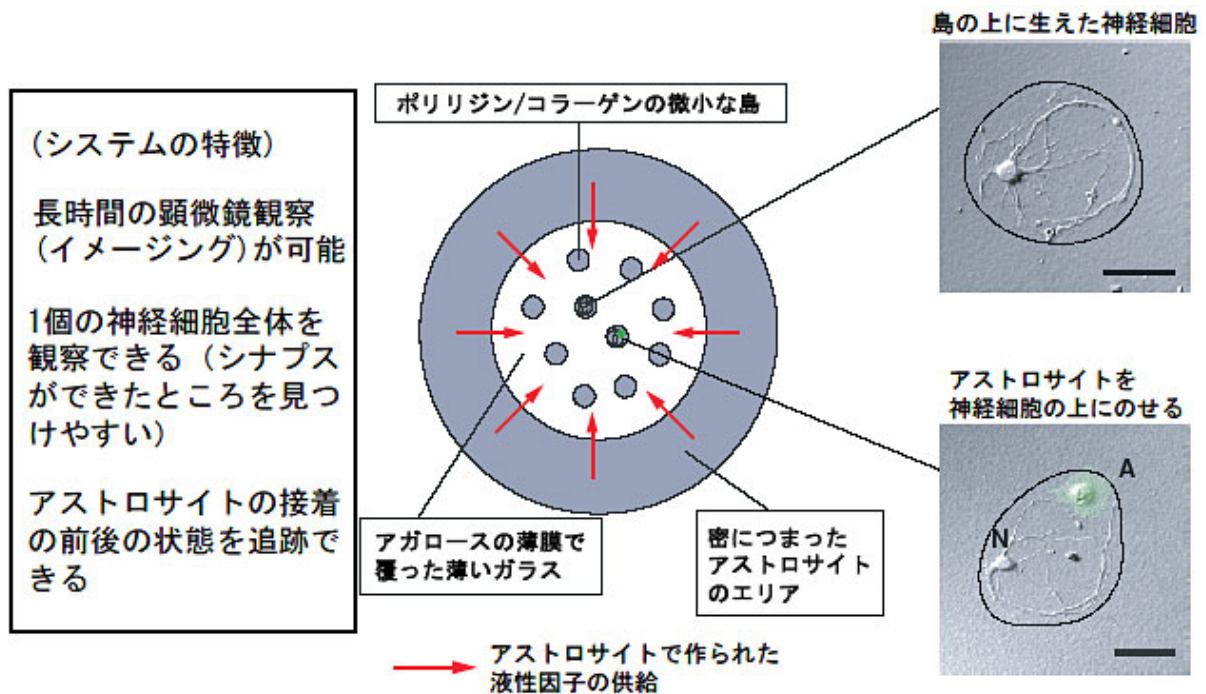 島の上に生えた神経細胞
ポリリジン/コラーゲンの微小な島
(システムの特徴)
長時間の顕微鏡観察
(イメージング)が可能
1個の神経細胞全体を
観察できる(シナプス
ができたところを見つ
けやすい)
アストロサイトの接着
の前後の状態を追跡で
きる
アガロースの薄膜で
覆った薄いガラス
密につまった
アストロサイト
のエリア
アストロサイトで作られた
液性因子の供給
アストロサイトを
神経細胞の上にのせる
A
N